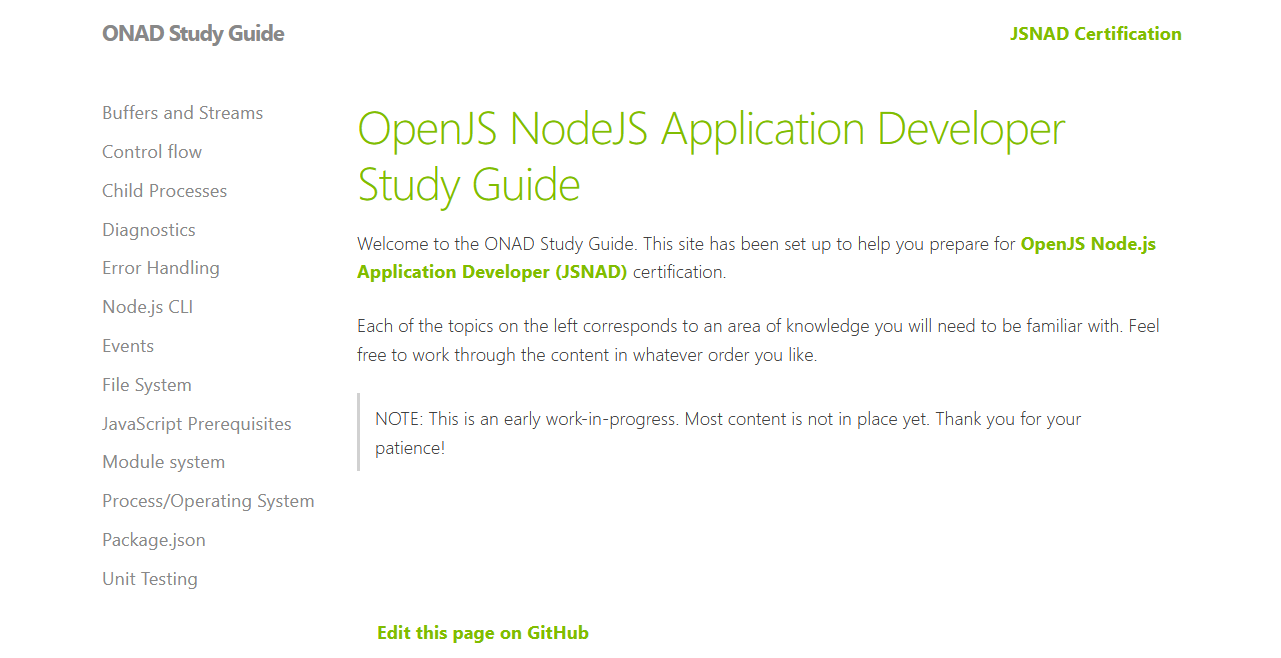 ONAD Study Guide
JSNAD Certification
Buffers and Streams
Control flow
Child Processes
Diagnostics
Error Handling
Node.js CLI
Events
File System
JavaScript Prerequisites
Module system
Process/Operating System
Package.json
Unit Testing
OpenJS NodeJS Application Developer
Study Guide
Welcome to the ONAD Study Guide. This site has been set up to help you prepare for OpenJS Node.js
Application Developer (JSNAD) certification.
Each of the topics on the left corresponds to an area of knowledge you will need to be familiar with. Feel
free to work through the content in whatever order you like.
NOTE: This is an early work-in-progress. Most content is not in place yet. Thank you for your
patience!
Edit this page on GitHub